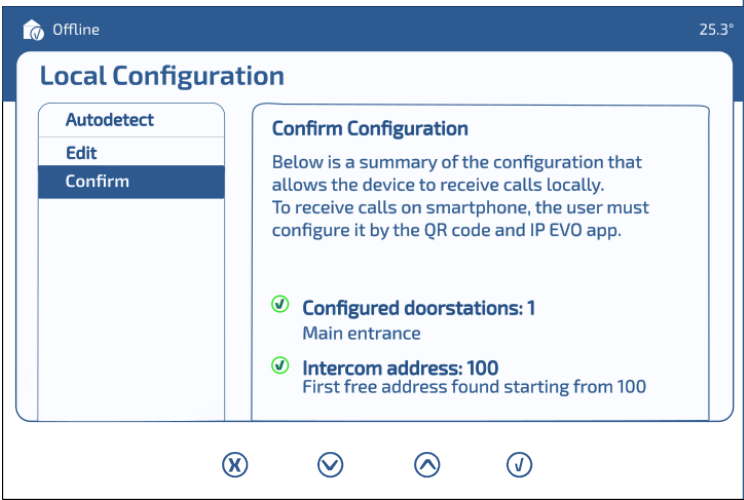 Offline
25.3°
Local Configuration
Autodetect
Edit
Confirm
Confirm Configuration
Below is a summary of the configuration that
allows the device to receive calls locally.
To receive calls on smartphone, the user must
configure it by the QR code and IP EVO app.
Configured doorstations: 1
Main entrance
Intercom address: 100
First free address found starting from 100